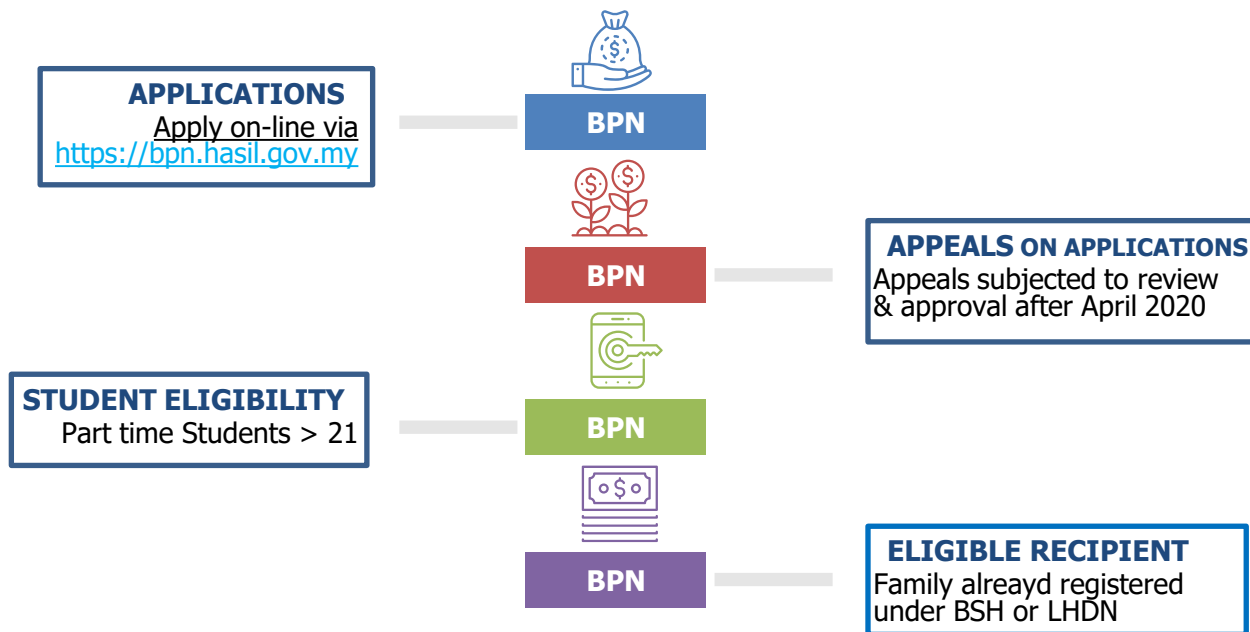 APPLICATIONS
Apply on-line via
https://bpn.hasil.gov.my
BPN
BPN
APPEALS ON APPLICATIONS
Appeals subjected to review
& approval after April 2020
STUDENT ELIGIBILITY
Part time Students > 21
BPN
BPN
ELIGIBLE RECIPIENT
Family alreayd registered
under BSH or LHDN